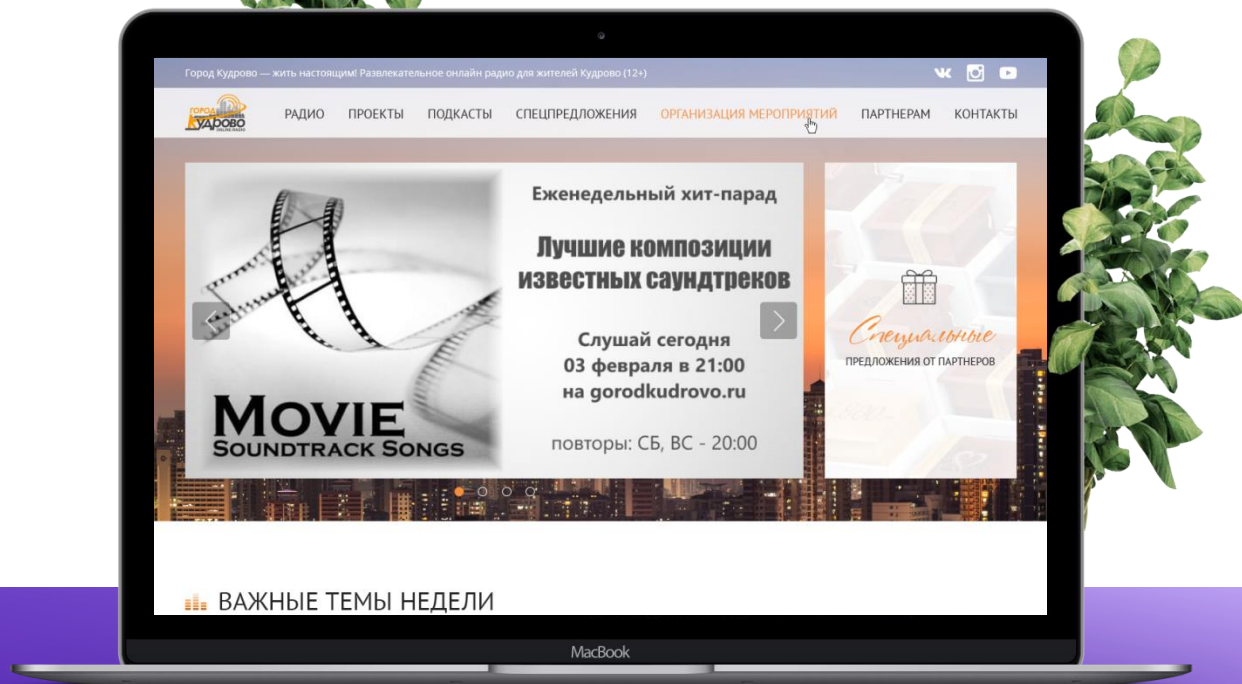 Город Кудрово — жить настоящим! Развлекательное онлайн радио для жителей Кудрово (12+)
ГОРОД
КУДРОВО
ONLINE RADIO
РАДИО ПРОЕКТЫ ПОДКАСТЫ СПЕЦПРЕДЛОЖЕНИЯ ОРГАНИЗАЦИЯ МЕРОПРИЯТИЙ ПАРТНЕРАМ КОНТАКТЫ
Еженедельный хит-парад
Лучшие композиции
известных саундтреков
Слушай сегодня
03 февраля в 21:00
на gorodkudrovo.ru
повторы: СБ, ВС - 20:00
MOVIE
SOUNDTRACK SONGS
Специальные
ПРЕДЛОЖЕНИЯ ОТ ПАРТНЕРОВ
ВАЖНЫЕ ТЕМЫ НЕДЕЛИ
MacBook